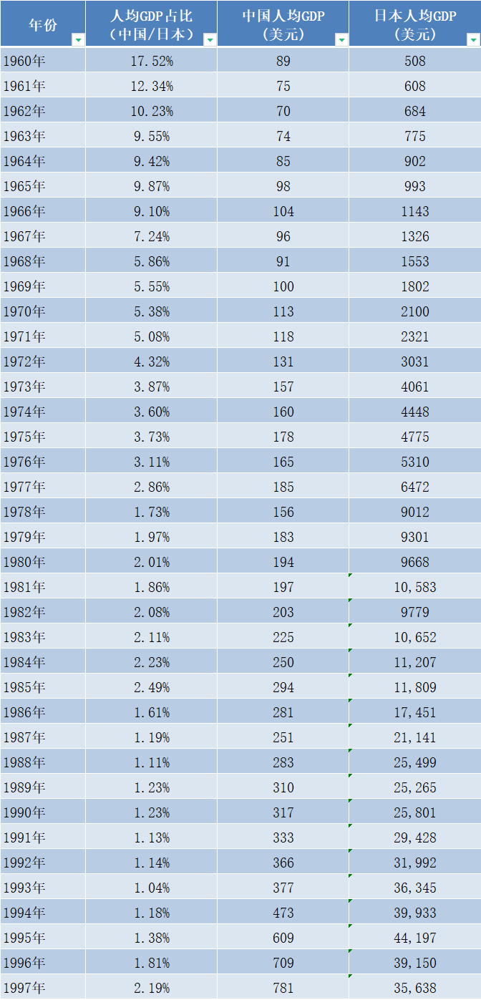 年份 人均GDP占比（中国/日本） 中国人均GDP(美元) 日本人均GDP(美元)
1960年 17.52% 89 508
1961年 12.34% 75 608
1962年 10.23% 70 684
1963年 9.55% 74 775
1964年 9.42% 85 902
1965年 9.87% 98 993
1966年 9.10% 104 1143
1967年 7.24% 96 1326
1968年 5.86% 91 1553
1969年 5.55% 100 1802
1970年 5.38% 113 2100
1971年 5.08% 118 2321
1972年 4.32% 131 3031
1973年 3.87% 157 4061
1974年 3.60% 160 4448
1975年 3.73% 178 4775
1976年 3.11% 165 5310
1977年 2.86% 185 6472
1978年 1.73% 156 9012
1979年 1.97% 183 9301
1980年 2.01% 194 9668
1981年 1.86% 197 10,583
1982年 2.08% 203 9779
1983年 2.11% 225 10,652
1984年 2.23% 250 11,207
1985年 2.49% 294 11,809
1986年 1.61% 281 17,451
1987年 1.19% 251 21,141
1988年 1.11% 283 25,499
1989年 1.23% 310 25,265
1990年 1.23% 317 25,801
1991年 1.13% 333 29,428
1992年 1.14% 366 31,992
1993年 1.04% 377 36,345
1994年 1.18% 473 39,933
1995年 1.38% 609 44,197
1996年 1.81% 709 39,150
1997年 2.19% 781 35,638